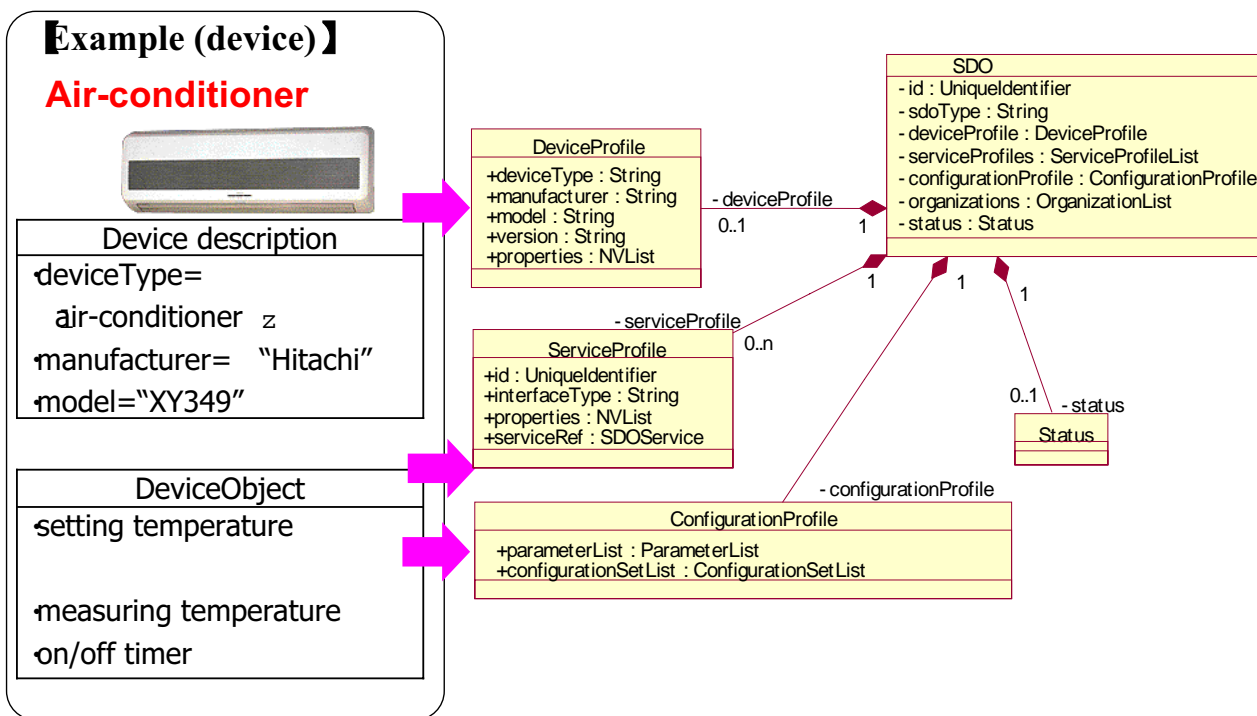 【Example (device)】
Air-conditioner
Device description
·deviceType=
air-conditioner z
·manufacturer= “Hitachi”
·model=“XY349”
DeviceObject
·setting temperature
·measuring temperature
·on/off timer
DeviceProfile
+deviceType : String
+manufacturer : String
+model : String
+version : String
+properties : NVList
- deviceProfile
0..1
1
SDO
- id : UniqueIdentifier
- sdoType : String
- deviceProfile : DeviceProfile
- serviceProfiles : ServiceProfileList
- configurationProfile : ConfigurationProfile
- organizations : OrganizationList
- status : Status
1
1
1
- serviceProfile
0..n
ServiceProfile
+id : UniqueIdentifier
+interfaceType : String
+properties : NVList
+serviceRef : SDOService
0..1
- status
Status
- configurationProfile
ConfigurationProfile
+parameterList : ParameterList
+configurationSetList : ConfigurationSetList